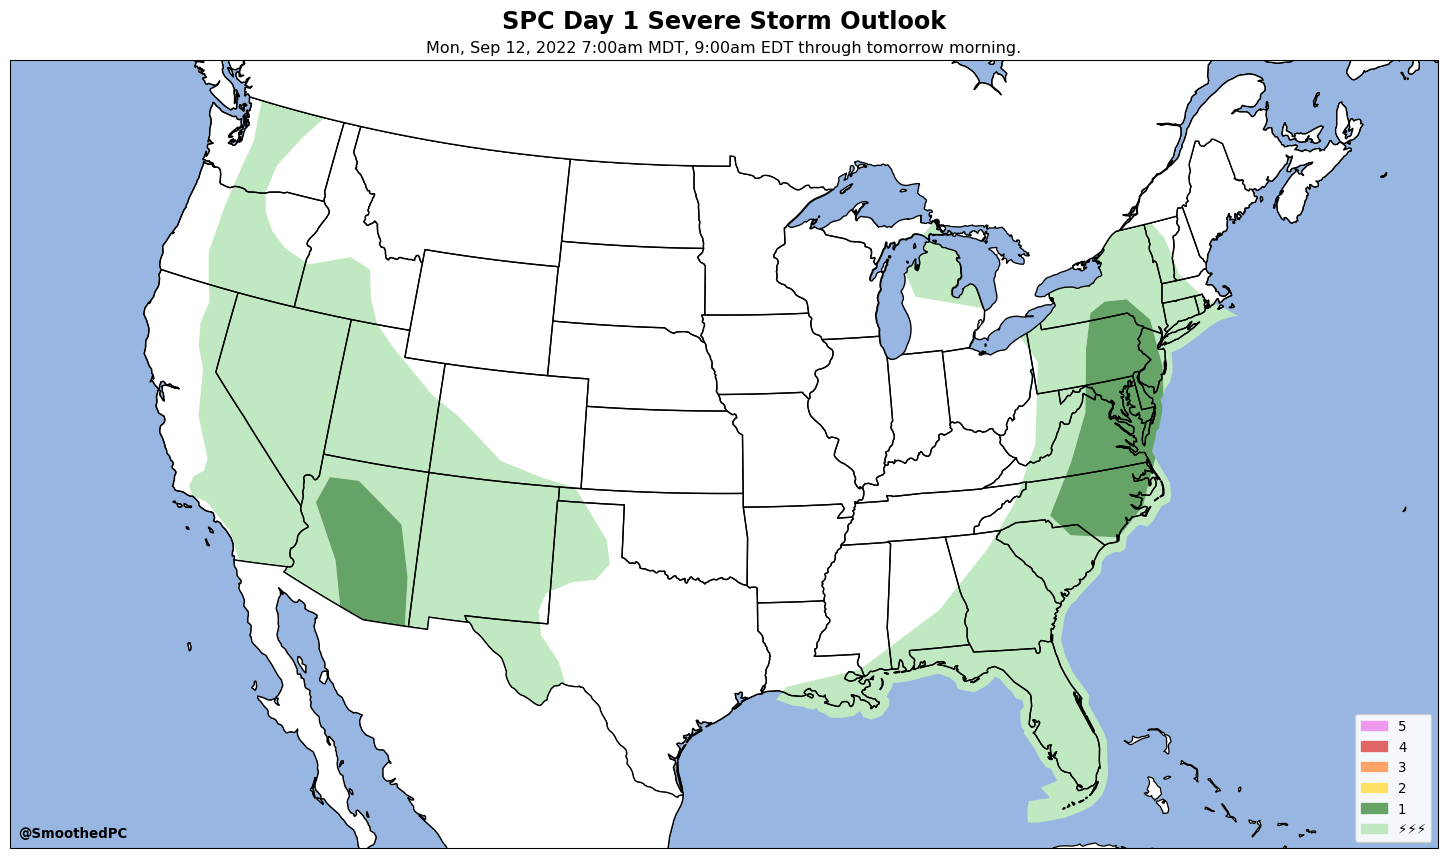 SPC Day 1 Severe Storm Outlook
Mon, Sep 12, 2022 7:00am MDT, 9:00am EDT through tomorrow morning.
5
4
3
2
1
⚡⚡⚡
@SmoothedPC